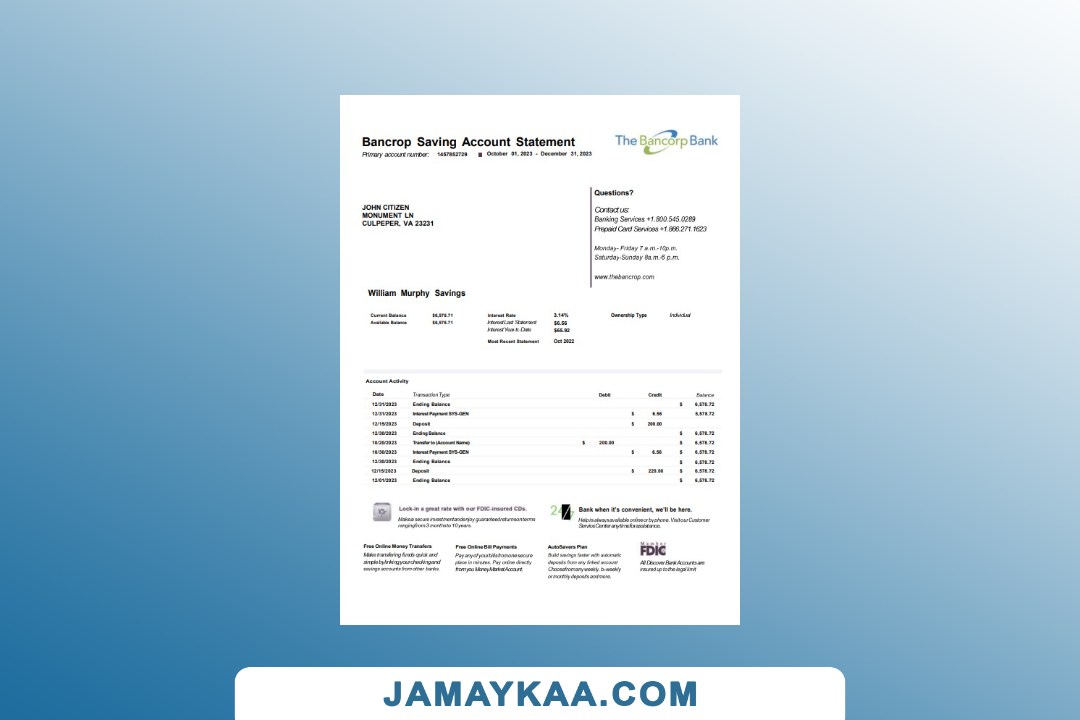 Bancrop Saving Account Statement
The Bancorp Bank
Primary account number: 1457852729 ■ October 01, 2023 - December 31, 2023
Questions?
Contact us:
Banking Services +1.800.545.0289
Prepaid Card Services +1.866.271.1623
Monday- Friday 7 a.m.-10p.m.
Saturday-Sunday 8a.m.-6 p.m.
www.thebancrop.com
JOHN CITIZEN
MONUMENT LN
CULPEPER, VA 23231
William Murphy Savings
Current Balance $6,578.71 Interest Rate 3.14% Ownership Type Individual
Available Balance $6,578.71 Interest Last Statement $6.56
Interest Year-to-Date $65.92
Most Recent Statement Oct 2022
Account Activity
Date Transaction Type Debit Credit Balance
12/31/2023 Ending Balance $ 6,578.72
12/31/2023 Interest Payment SYS-GEN $ 6.56 5,578.72
12/15/2023 Deposit $ 200.00
12/30/2023 Ending Balance $ 6,578.72
10/20/2023 Transfer to (Account Name) $ 200.00 $ 6,578.72
10/30/2023 Interest Payment SYS-GEN $ 6.56 $ 6,578.72
12/30/2023 Ending Balance $ 6,578.72
12/15/2023 Deposit $ 220.00 $ 6,578.72
12/01/2023 Ending Balance $ 6,578.72
Lock-in a great rate with our FDIC-insured CDs.
Make a secure investment and enjoy guaranteed returns on terms
ranging from 3 months to 10 years.
24/7
Bank when it's convenient, we'll be here.
Help is always available online or by phone. Visit our Customer
Service Center anytime for assistance.
Free Online Money Transfers
Make transferring funds quick and
simple by linking your checking and
savings accounts from other banks.
Free Online Bill Payments
Pay any of your bills from one secure
place in minutes. Pay online directly
from you Money Market Account.
AutoSavers Plan
Build savings faster with automatic
deposits from any linked account
Choose from any weekly, bi-weekly
or monthly deposits and more.
Member
FDIC
All Discover Bank Accounts are
insured up to the legal limit
JAMAYKAA.COM